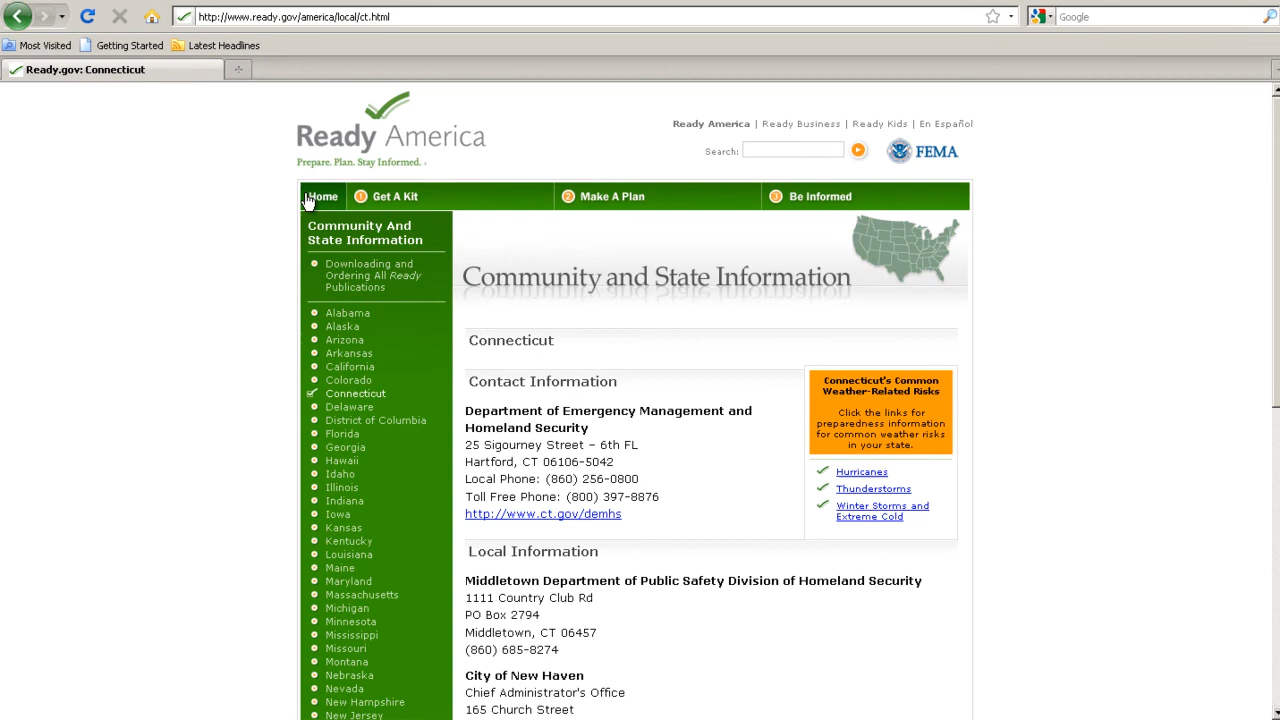 http://www.ready.gov/america/local/ct.html
Google
Most Visited
Getting Started
Latest Headlines
Ready.gov: Connecticut
Ready America
Prepare. Plan. Stay Informed.
Ready America | Ready Business | Ready Kids | En Español
Search:
FEMA
Home
1 Get A Kit
2 Make A Plan
3 Be Informed
Community And
State Information
Downloading and
Ordering All Ready
Publications
Alabama
Alaska
Arizona
Arkansas
California
Colorado
Connecticut
Delaware
District of Columbia
Florida
Georgia
Hawaii
Idaho
Illinois
Indiana
Iowa
Kansas
Kentucky
Louisiana
Maine
Maryland
Massachusetts
Michigan
Minnesota
Mississippi
Missouri
Montana
Nebraska
Nevada
New Hampshire
New Jersey
Community and State Information
Connecticut
Contact Information
Department of Emergency Management and
Homeland Security
25 Sigourney Street – 6th FL
Hartford, CT 06106-5042
Local Phone: (860) 256-0800
Toll Free Phone: (800) 397-8876
http://www.ct.gov/demhs
Connecticut's Common
Weather-Related Risks
Click the links for
preparedness information
for common weather risks
in your state.
Hurricanes
Thunderstorms
Winter Storms and
Extreme Cold
Local Information
Middletown Department of Public Safety Division of Homeland Security
1111 Country Club Rd
PO Box 2794
Middletown, CT 06457
(860) 685-8274
City of New Haven
Chief Administrator's Office
165 Church Street